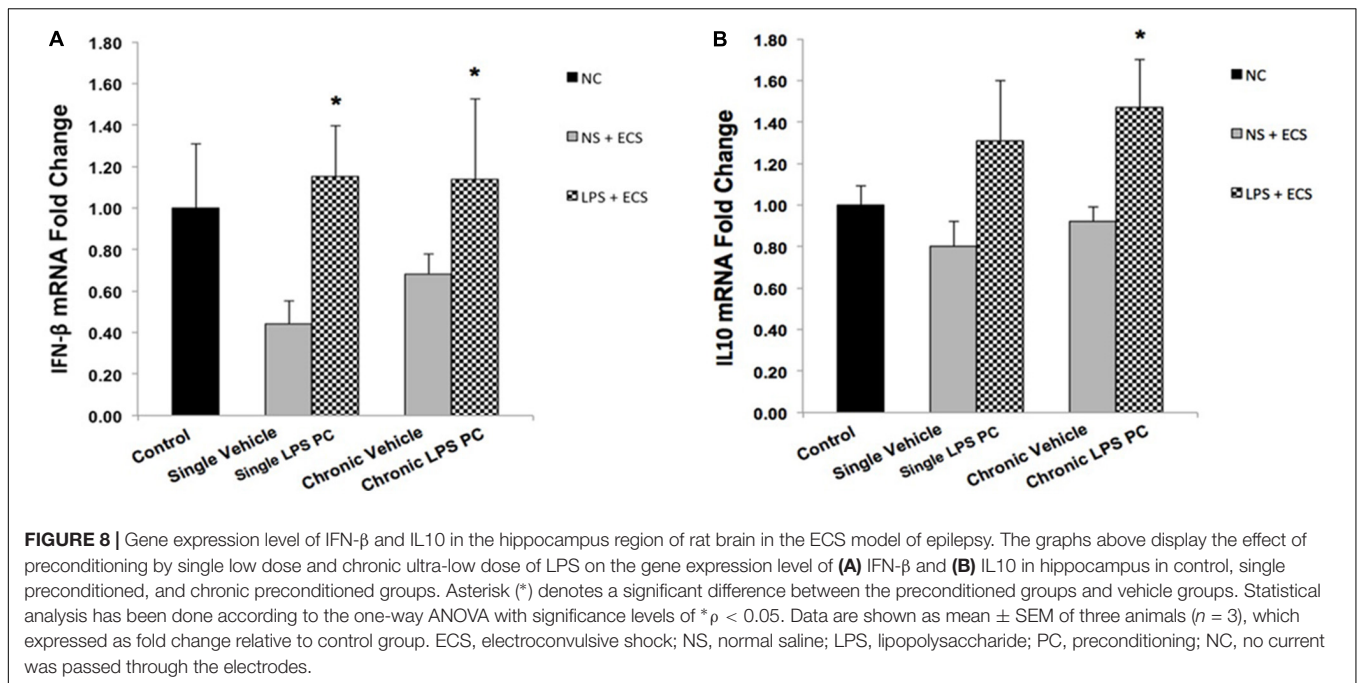 A
1.80
1.60
1.40
1.20
1.00
0.80
0.60
0.40
0.20
0.00
IFN-β mRNA Fold Change
*
*
Control
Single Vehicle
Single LPS PC
Chronic Vehicle
Chronic LPS PC
NC
NS + ECS
LPS + ECS
B
1.80
1.60
1.40
1.20
1.00
0.80
0.60
0.40
0.20
0.00
IL10 mRNA Fold Change
*
Control
Single Vehicle
Single LPS PC
Chronic Vehicle
Chronic LPS PC
NC
NS + ECS
LPS + ECS
FIGURE 8 | Gene expression level of IFN-β and IL10 in the hippocampus region of rat brain in the ECS model of epilepsy. The graphs above display the effect of
preconditioning by single low dose and chronic ultra-low dose of LPS on the gene expression level of (A) IFN-β and (B) IL10 in hippocampus in control, single
preconditioned, and chronic preconditioned groups. Asterisk (*) denotes a significant difference between the preconditioned groups and vehicle groups. Statistical
analysis has been done according to the one-way ANOVA with significance levels of *ρ < 0.05. Data are shown as mean ± SEM of three animals (n = 3), which
expressed as fold change relative to control group. ECS, electroconvulsive shock; NS, normal saline; LPS, lipopolysaccharide; PC, preconditioning; NC, no current
was passed through the electrodes.